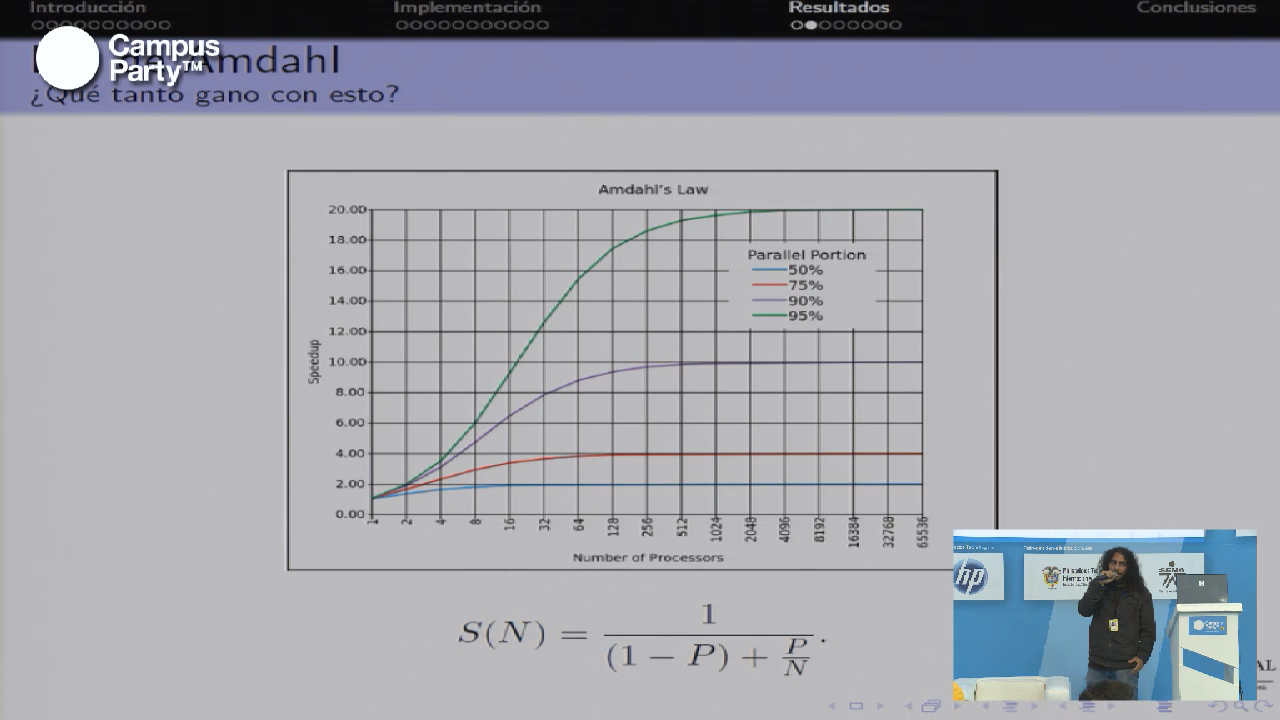 Introducción Implementación Resultados Conclusiones
Campus
Party™
Amdahl
¿Qué tanto gano con esto?
Amdahl's Law
20.00
18.00
16.00
14.00
12.00
10.00
8.00
6.00
4.00
2.00
0.00
Speedup
Parallel Portion
50%
75%
90%
95%
1 2 4 8 16 32 64 128 256 512 1024 2048 4096 8192 16384 32768 65536
Number of Processors
S(N) = 1 / ((1 − P) + P/N).
hp
SENA